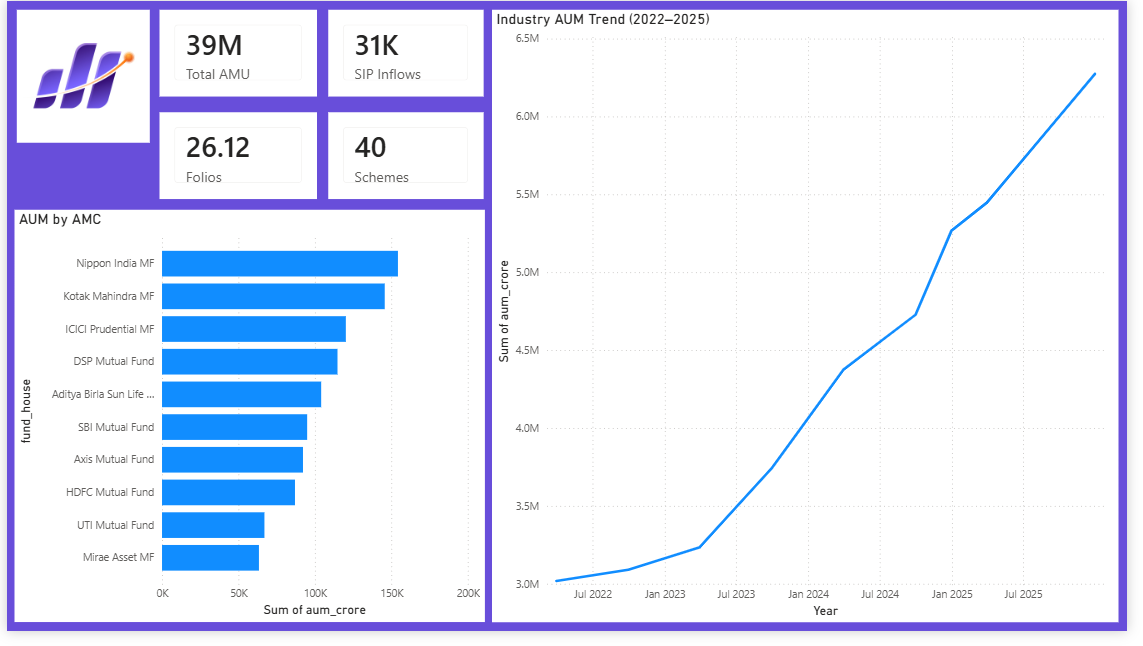 39M
Total AMU
31K
SIP Inflows
26.12
Folios
40
Schemes
AUM by AMC
fund_house
Nippon India MF
Kotak Mahindra MF
ICICI Prudential MF
DSP Mutual Fund
Aditya Birla Sun Life ...
SBI Mutual Fund
Axis Mutual Fund
HDFC Mutual Fund
UTI Mutual Fund
Mirae Asset MF
0K 50K 100K 150K 200K
Sum of aum_crore
Industry AUM Trend (2022–2025)
Sum of aum_crore
6.5M
6.0M
5.5M
5.0M
4.5M
4.0M
3.5M
3.0M
Jul 2022 Jan 2023 Jul 2023 Jan 2024 Jul 2024 Jan 2025 Jul 2025
Year